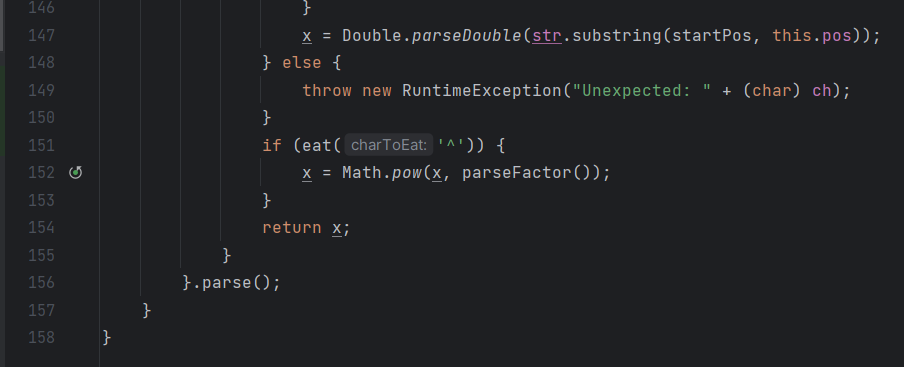 146 }
147 x = Double.parseDouble(str.substring(startPos, this.pos));
148 } else {
149 throw new RuntimeException("Unexpected: " + (char) ch);
150 }
151 if (eat( charToEat: '^')) {
152 x = Math.pow(x, parseFactor());
153 }
154 return x;
155 }
156 }.parse();
157 }
158 }